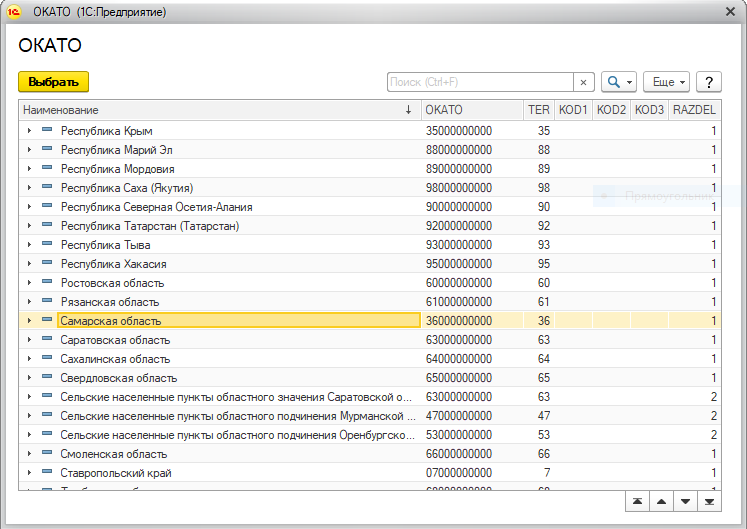 ОКАТО (1С:Предприятие)
ОКАТО
Выбрать Поиск (Ctrl+F) × Еще ?
Наименование ↓ ОКАТО TER KOD1 KOD2 KOD3 RAZDEL
Республика Крым 35000000000 35 1
Республика Марий Эл 88000000000 88 1
Республика Мордовия 89000000000 89 1
Республика Саха (Якутия) 98000000000 98 1
Прямоугольник
Республика Северная Осетия-Алания 90000000000 90 1
Республика Татарстан (Татарстан) 92000000000 92 1
Республика Тыва 93000000000 93 1
Республика Хакасия 95000000000 95 1
Ростовская область 60000000000 60 1
Рязанская область 61000000000 61 1
Самарская область 36000000000 36 1
Саратовская область 63000000000 63 1
Сахалинская область 64000000000 64 1
Свердловская область 65000000000 65 1
Сельские населенные пункты областного значения Саратовской о... 63000000000 63 2
Сельские населенные пункты областного подчинения Мурманской ... 47000000000 47 2
Сельские населенные пункты областного подчинения Оренбургско... 53000000000 53 2
Смоленская область 66000000000 66 1
Ставропольский край 07000000000 7 1